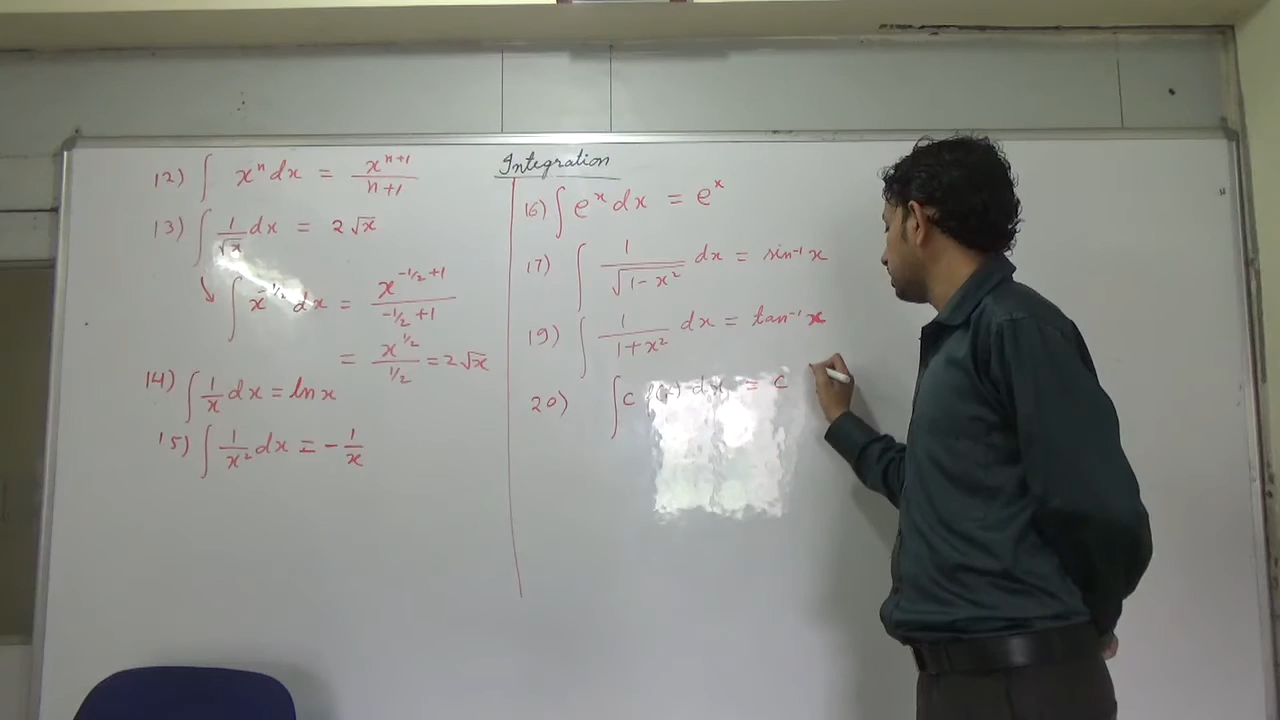 Integration
12) ∫ xⁿ dx = xⁿ⁺¹ / n+1
13) ∫ 1/√x dx = 2√x
↘ ∫ x^-1/2 dx = x^-1/2+1 / -1/2+1
= x^1/2 / 1/2 = 2√x
14) ∫ 1/x dx = ln x
15) ∫ 1/x² dx = - 1/x
16) ∫ eˣ dx = eˣ
17) ∫ 1/√1-x² dx = sin⁻¹ x
19) ∫ 1/1+x² dx = tan⁻¹ x
20) ∫ c (x) dx = c